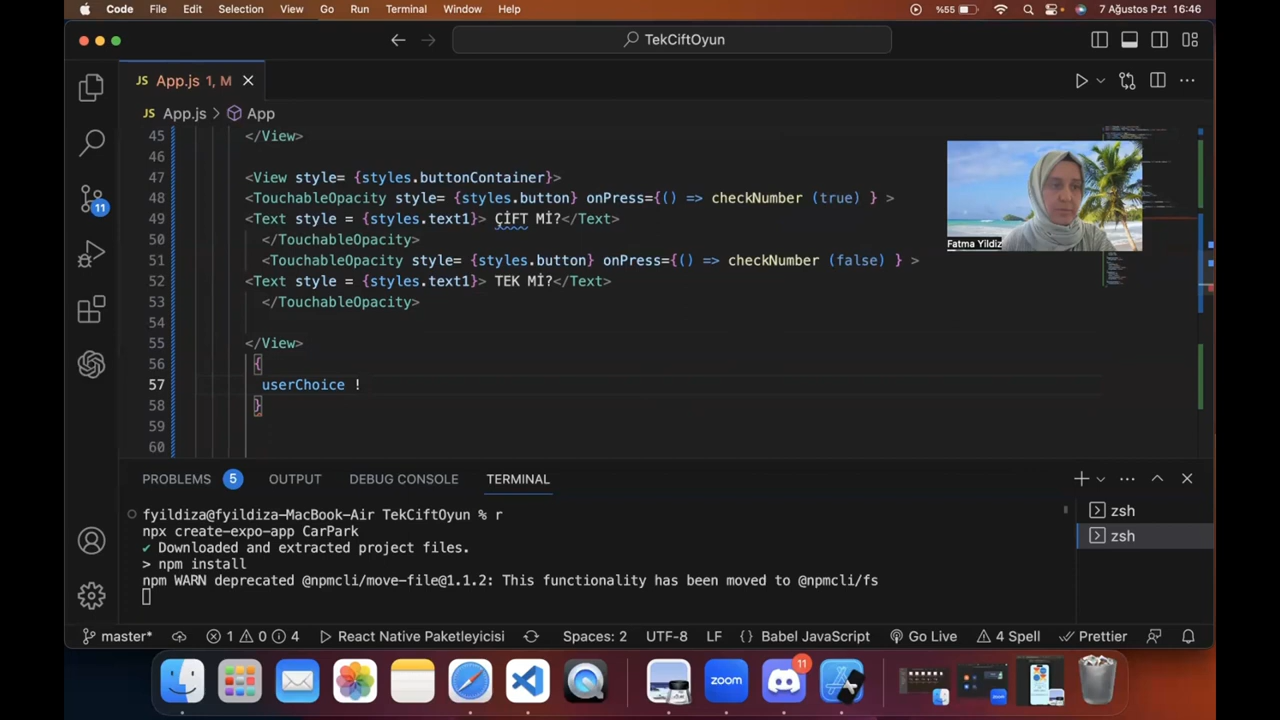 Code File Edit Selection View Go Run Terminal Window Help %55 7 Ağustos Pzt 16:46
TekCiftOyun
JS App.js 1, M
JS App.js > App
45 </View>
46
47 <View style= {styles.buttonContainer}>
48 <TouchableOpacity style= {styles.button} onPress={() => checkNumber (true) } >
49 <Text style = {styles.text1}> ÇİFT Mİ?</Text>
50 </TouchableOpacity>
51 <TouchableOpacity style= {styles.button} onPress={() => checkNumber (false) } >
52 <Text style = {styles.text1}> TEK Mİ?</Text>
53 </TouchableOpacity>
54
55 </View>
56 {
57 userChoice !
58 }
59
60
Fatma Yildiz
11
PROBLEMS 5 OUTPUT DEBUG CONSOLE TERMINAL
fyildiza@fyildiza-MacBook-Air TekCiftOyun % r
npx create-expo-app CarPark
✔ Downloaded and extracted project files.
> npm install
npm WARN deprecated @npmcli/move-file@1.1.2: This functionality has been moved to @npmcli/fs
zsh
zsh
master* 1 0 4 React Native Paketleyicisi Spaces: 2 UTF-8 LF {} Babel JavaScript Go Live 4 Spell Prettier
zoom
11